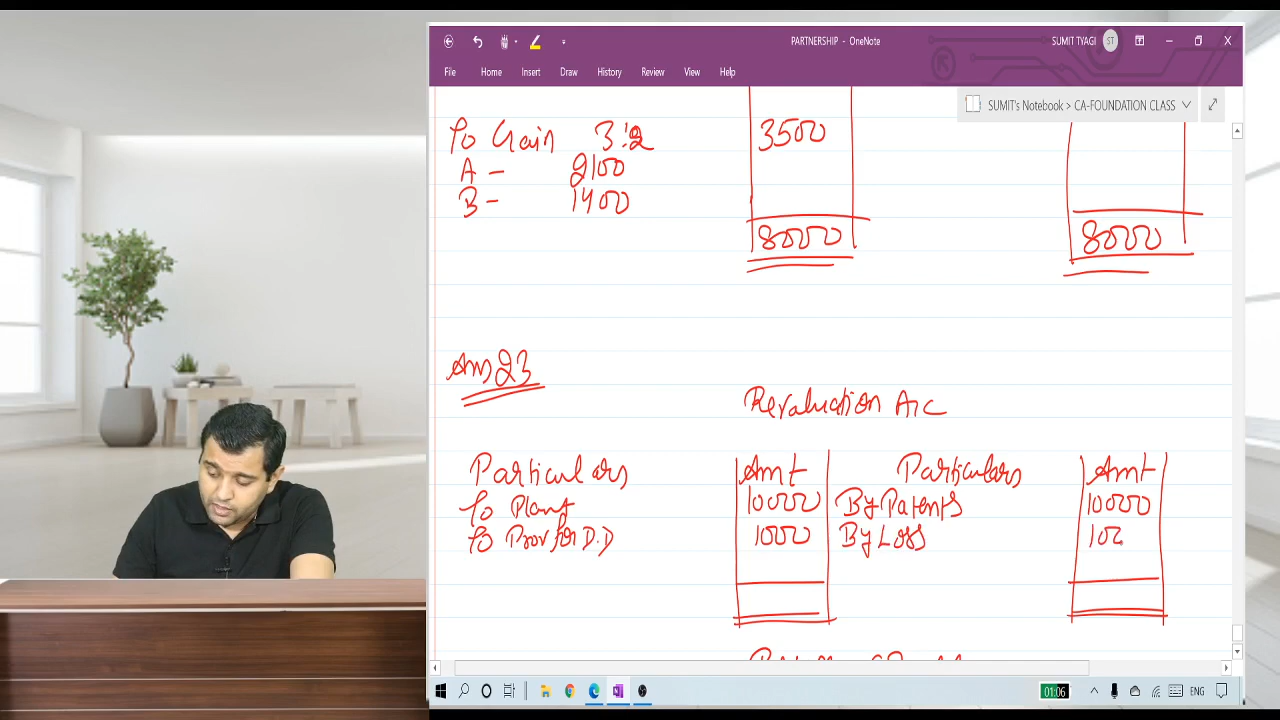 PARTNERSHIP - OneNote
SUMIT TYAGI ST
File Home Insert Draw History Review View Help
SUMIT's Notebook > CA-FOUNDATION CLASS
To Gain 3:2 3500
A - 2100
B - 1400
8000 8000
Ans 23
Revaluation A/C
Particulars Amt Particulars Amt
To Plant 10000 By Patents 10000
To Prov for D.D 1000 By Loss 100
01:06 ENG